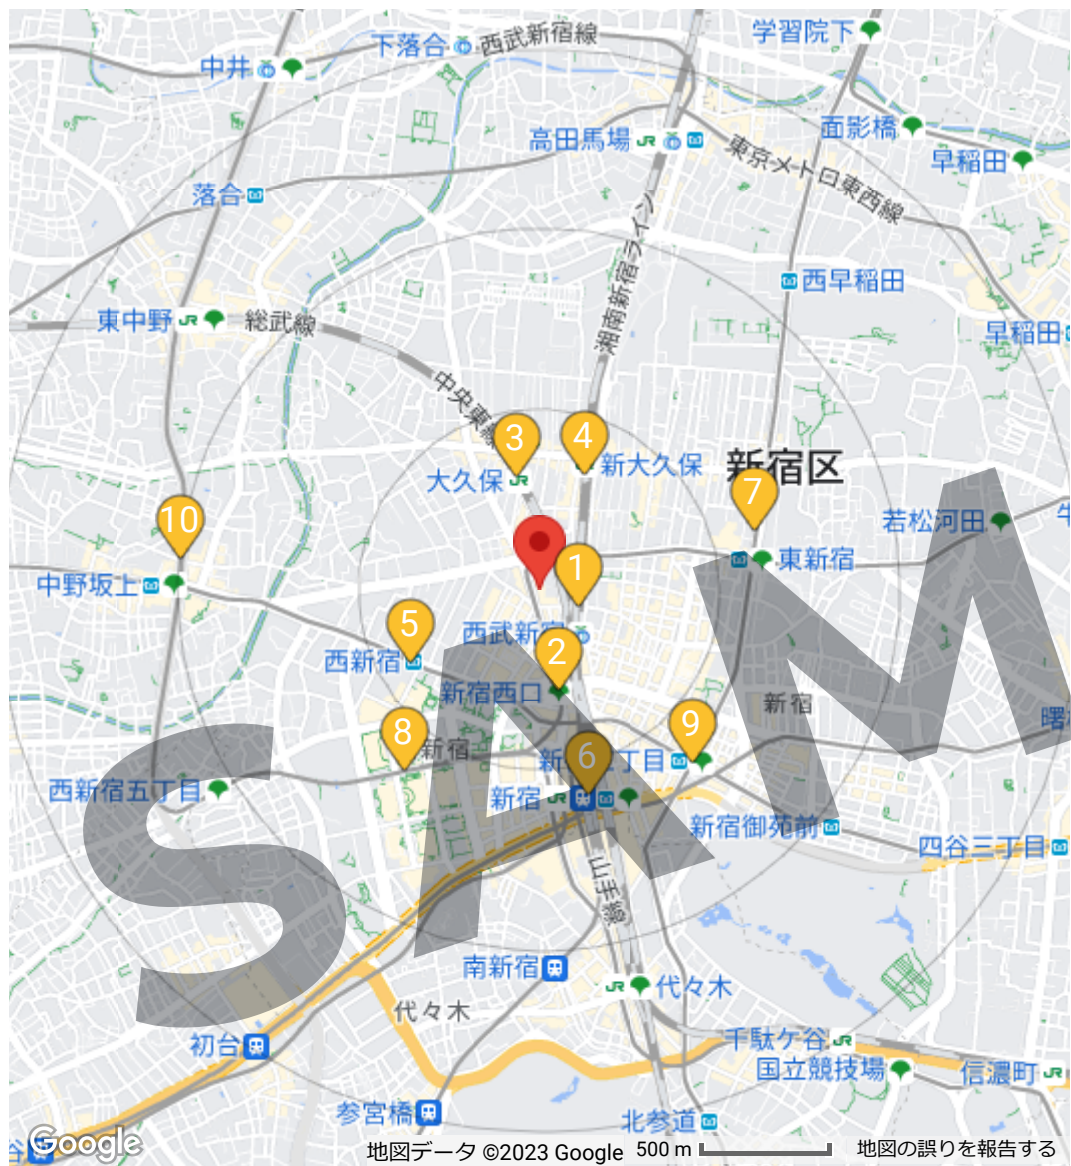 学習院下
下落合
西武新宿線
中井
面影橋
高田馬場
早稲田
東京メトロ東西線
落合
湘南新宿ライン
西早稲田
東中野
総武線
早稲田
中央東線
3
4
大久保
新大久保
新宿区
7
10
若松河田
牛
東新宿
1
中野坂上
5
西武新宿
2
西新宿
新宿西口
新宿
9
8
新宿
6
新宿三丁目
曙橋
西新宿五丁目
新宿
新宿御苑前
四谷三丁目
山手線
南新宿
代々木
代々木
初台
千駄ケ谷
国立競技場
信濃町
参宮橋
北参道
谷
SAM
Google
地図データ ©2023 Google
500 m
地図の誤りを報告する